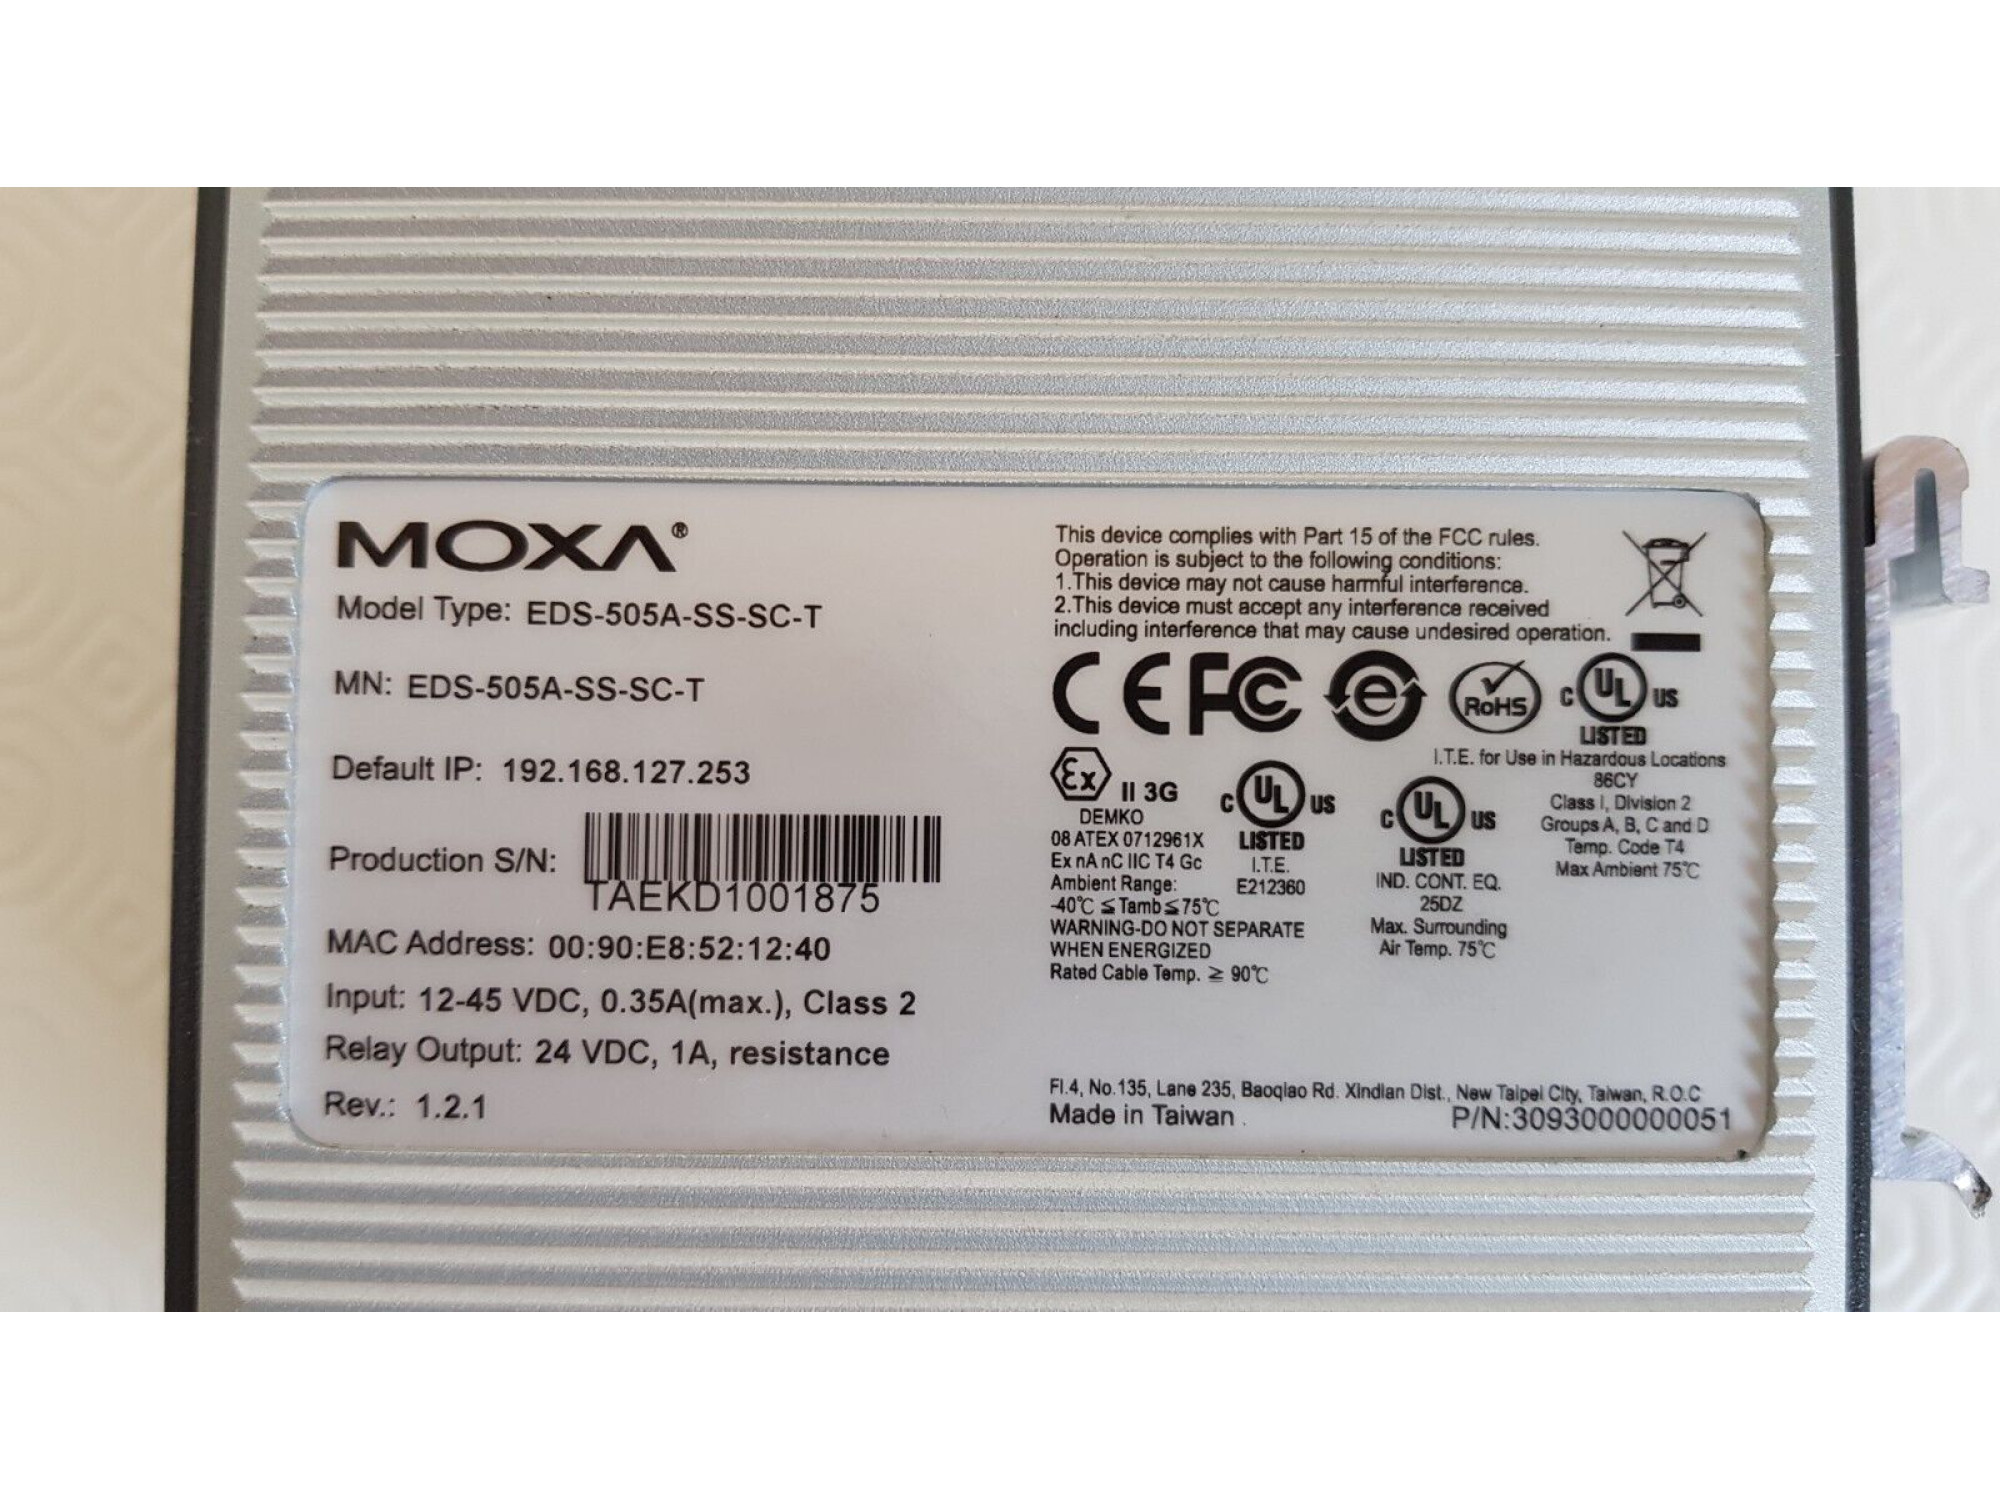 MOXA®
Model Type: EDS-505A-SS-SC-T
MN: EDS-505A-SS-SC-T
Default IP: 192.168.127.253
Production S/N:
TAEKD1001875
MAC Address: 00:90:E8:52:12:40
Input: 12-45 VDC, 0.35A(max.), Class 2
Relay Output: 24 VDC, 1A, resistance
Rev.: 1.2.1
This device complies with Part 15 of the FCC rules.
Operation is subject to the following conditions:
1.This device may not cause harmful interference.
2.This device must accept any interference received
including interference that may cause undesired operation.
CE FC e RoHS C UL US
LISTED
I.T.E. for Use in Hazardous Locations
86CY
Class I, Division 2
Groups A, B, C and D
Temp. Code T4
Max Ambient 75℃
Ex II 3G
DEMKO
08 ATEX 0712961X
Ex nA nC IIC T4 Gc
Ambient Range:
-40℃ ≦ Tamb ≦ 75℃
WARNING-DO NOT SEPARATE
WHEN ENERGIZED
Rated Cable Temp. ≧ 90℃
C UL US
LISTED
I.T.E.
E212360
C UL US
LISTED
IND. CONT. EQ.
25DZ
Max. Surrounding
Air Temp. 75℃
Fl.4, No.135, Lane 235, Baoqiao Rd. Xindian Dist., New Taipei City, Taiwan, R.O.C
Made in Taiwan
P/N:3093000000051